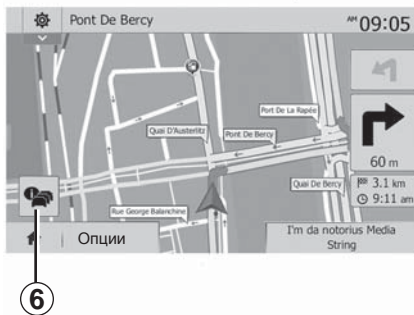 Pont De Bercy
AM 09:05
Port De La Rapée
Quai D'Austerlitz
Pont De Bercy
60 m
Quai De Bercy
3.1 km
9:11 am
Rue George Balanchine
Опции
I'm da notorius Media
String
6